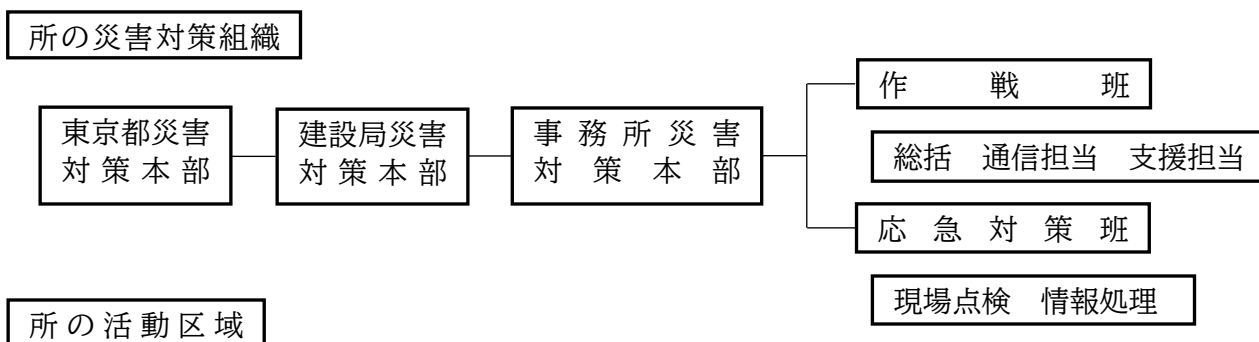 所の災害対策組織
東京都災害
対策本部
建設局災害
対策本部
事務所災害
対策本部
作戦班
総括 通信担当 支援担当
応急対策班
現場点検 情報処理
所の活動区域